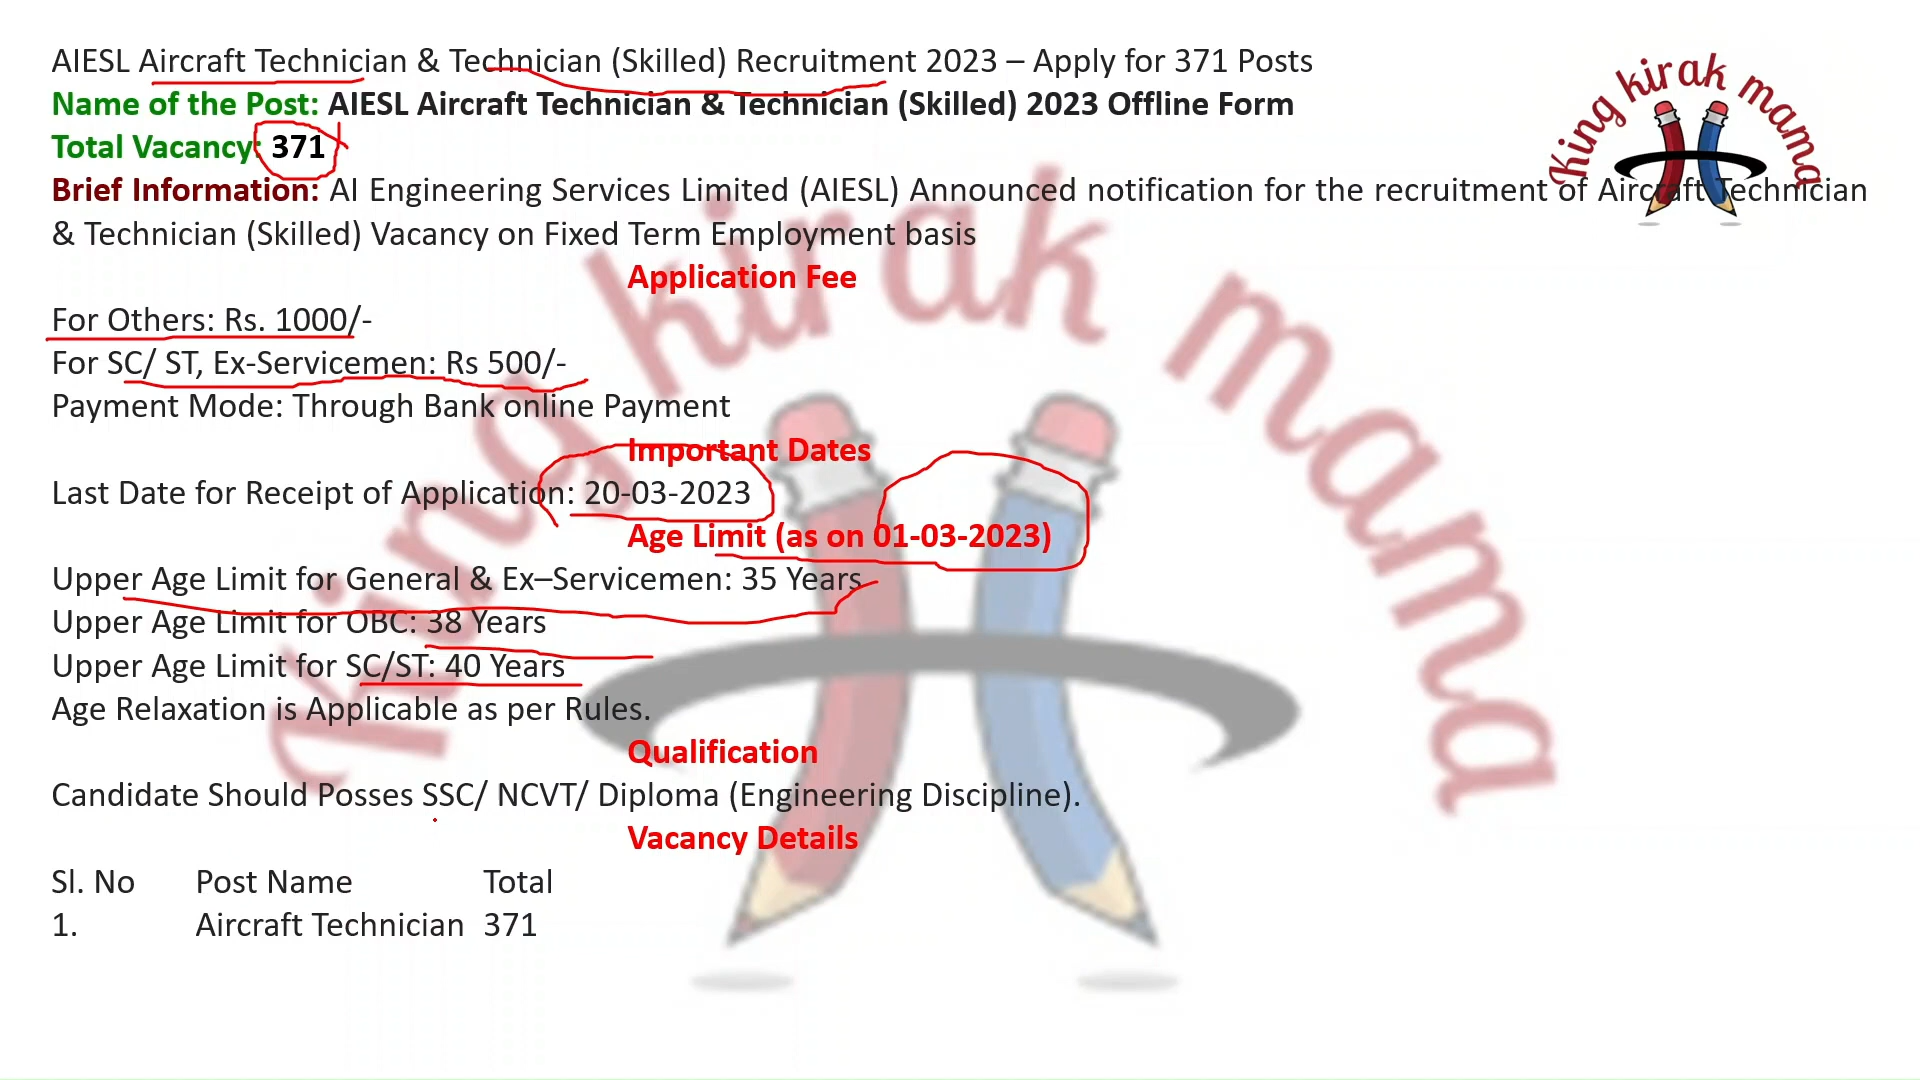 AIESL Aircraft Technician & Technician (Skilled) Recruitment 2023 – Apply for 371 Posts
Name of the Post: AIESL Aircraft Technician & Technician (Skilled) 2023 Offline Form
Total Vacancy: 371
Brief Information: AI Engineering Services Limited (AIESL) Announced notification for the recruitment of Aircraft Technician
& Technician (Skilled) Vacancy on Fixed Term Employment basis
Application Fee
For Others: Rs. 1000/-
For SC/ ST, Ex-Servicemen: Rs 500/-
Payment Mode: Through Bank online Payment
Important Dates
Last Date for Receipt of Application: 20-03-2023
Age Limit (as on 01-03-2023)
Upper Age Limit for General & Ex–Servicemen: 35 Years
Upper Age Limit for OBC: 38 Years
Upper Age Limit for SC/ST: 40 Years
Age Relaxation is Applicable as per Rules.
Qualification
Candidate Should Posses SSC/ NCVT/ Diploma (Engineering Discipline).
Vacancy Details
Sl. No Post Name Total
1. Aircraft Technician 371
King kirak mama
King kirak mama